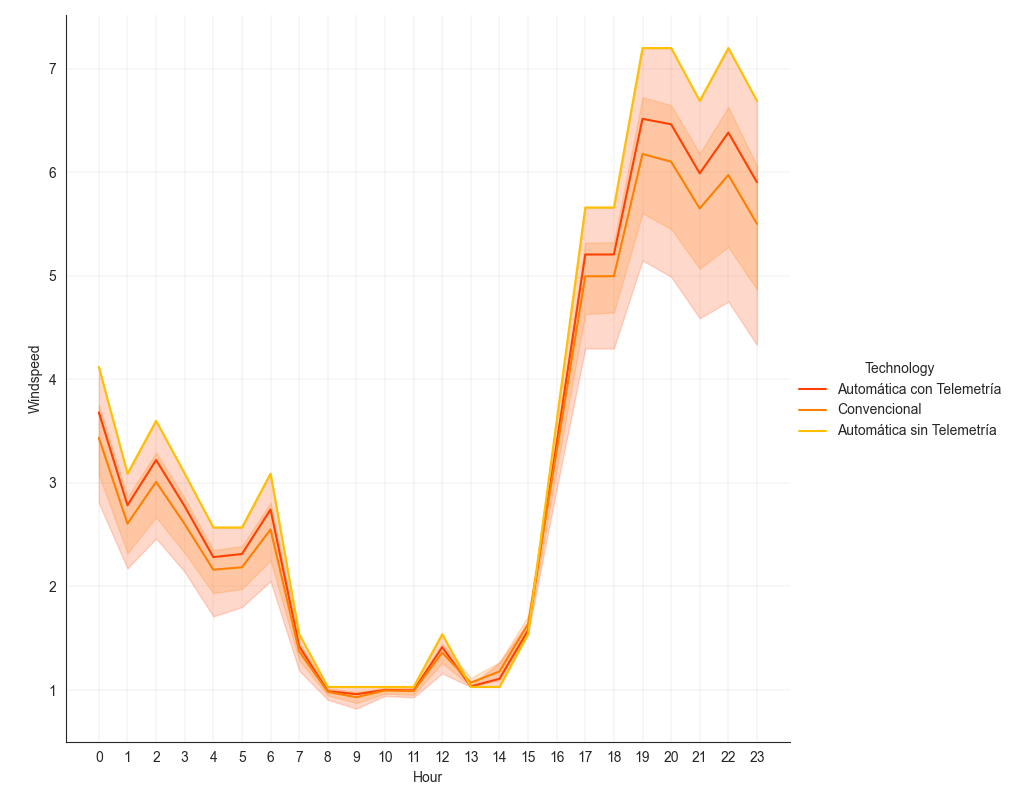 7
6
5
4
3
2
1
Windspeed
0 1 2 3 4 5 6 7 8 9 10 11 12 13 14 15 16 17 18 19 20 21 22 23
Hour
Technology
Automática con Telemetría
Convencional
Automática sin Telemetría